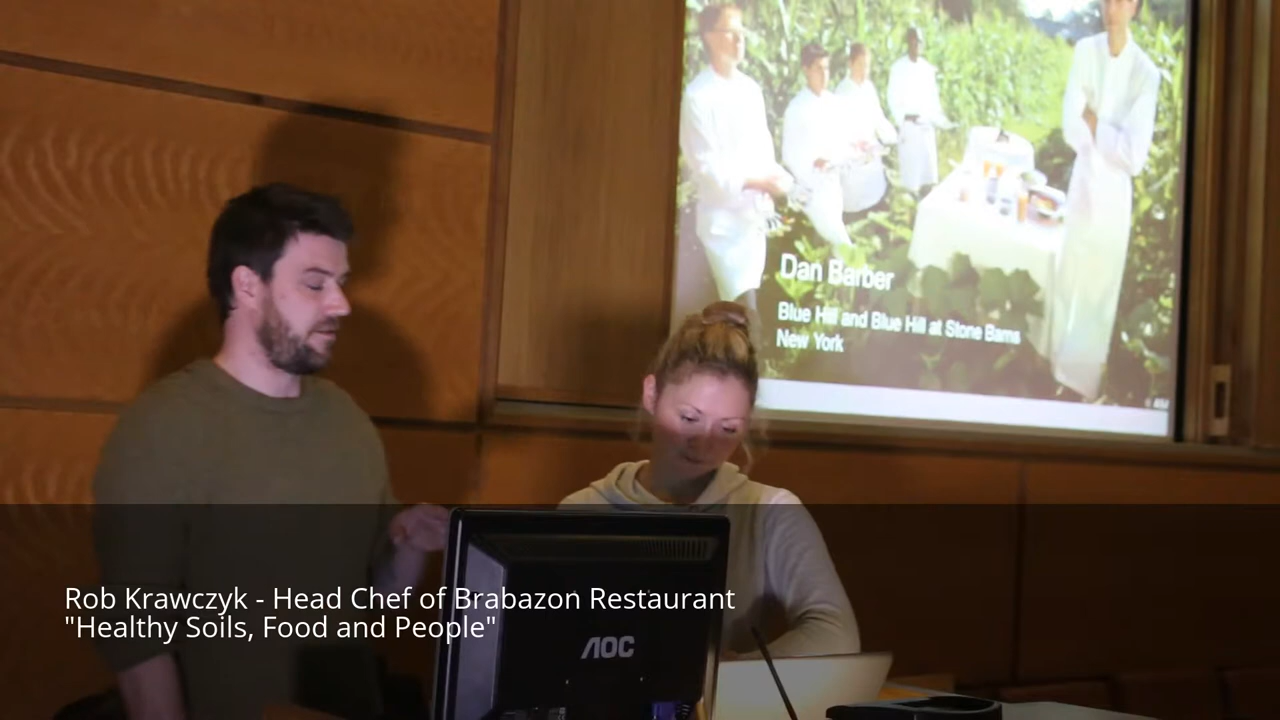 Dan Barber
Blue Hill and Blue Hill at Stone Barns
New York
Rob Krawczyk - Head Chef of Brabazon Restaurant
"Healthy Soils, Food and People"
AOC